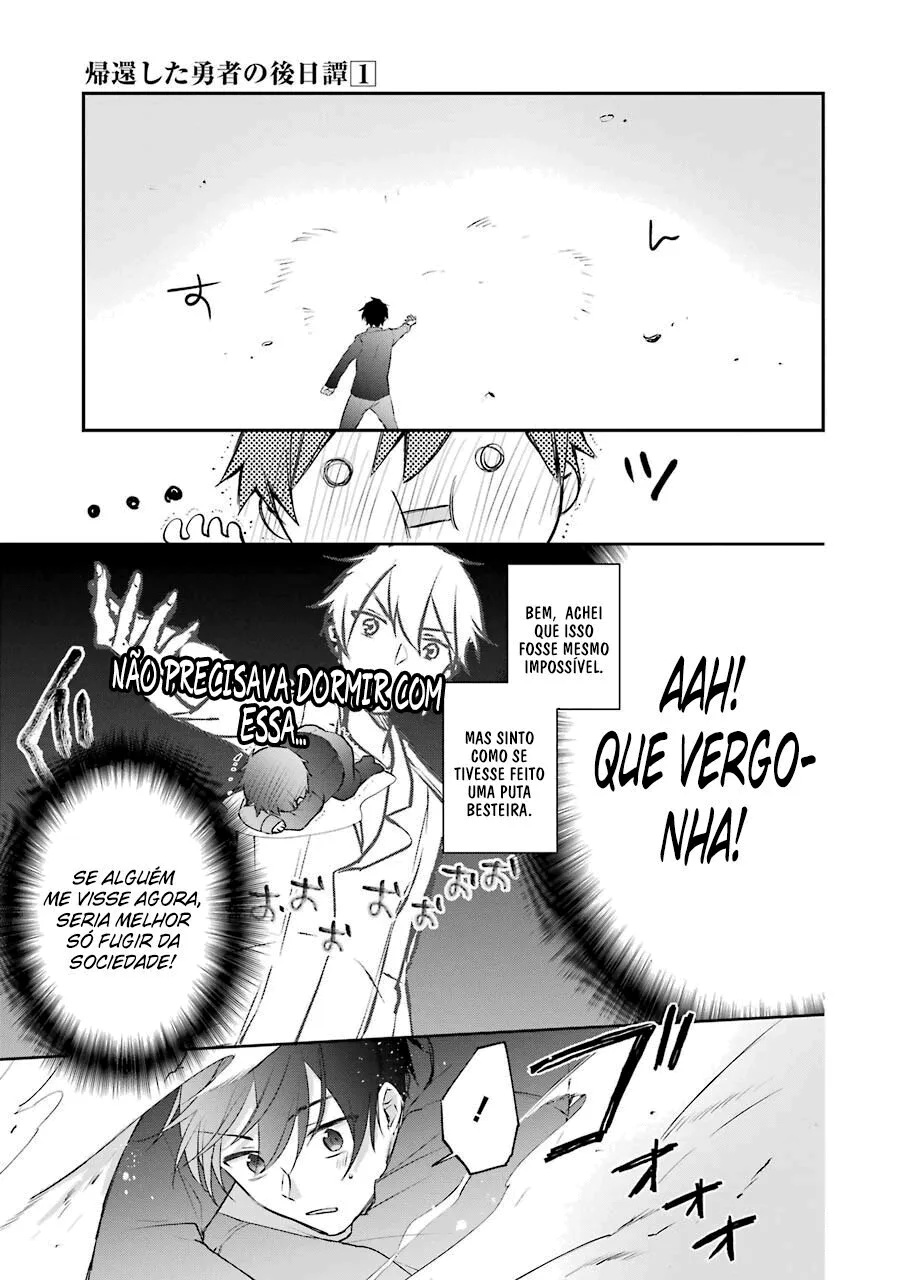 帰還した勇者の後日譚1
ん
す
ッ
BEM, ACHEI
QUE ISSO
FOSSE MESMO
IMPOSSÍVEL.
AAH!
QUE VERGO-
NHA!
MAS SINTO
COMO SE
TIVESSE FEITO
UMA PUTA
BESTEIRA.
NÃO PRECISAVA DORMIR COM
ESSA...
お、お、おおおおお
SE ALGUÉM
ME VISSE AGORA,
SERIA MELHOR
SÓ FUGIR DA
SOCIEDADE!
!
ズ
オオオ